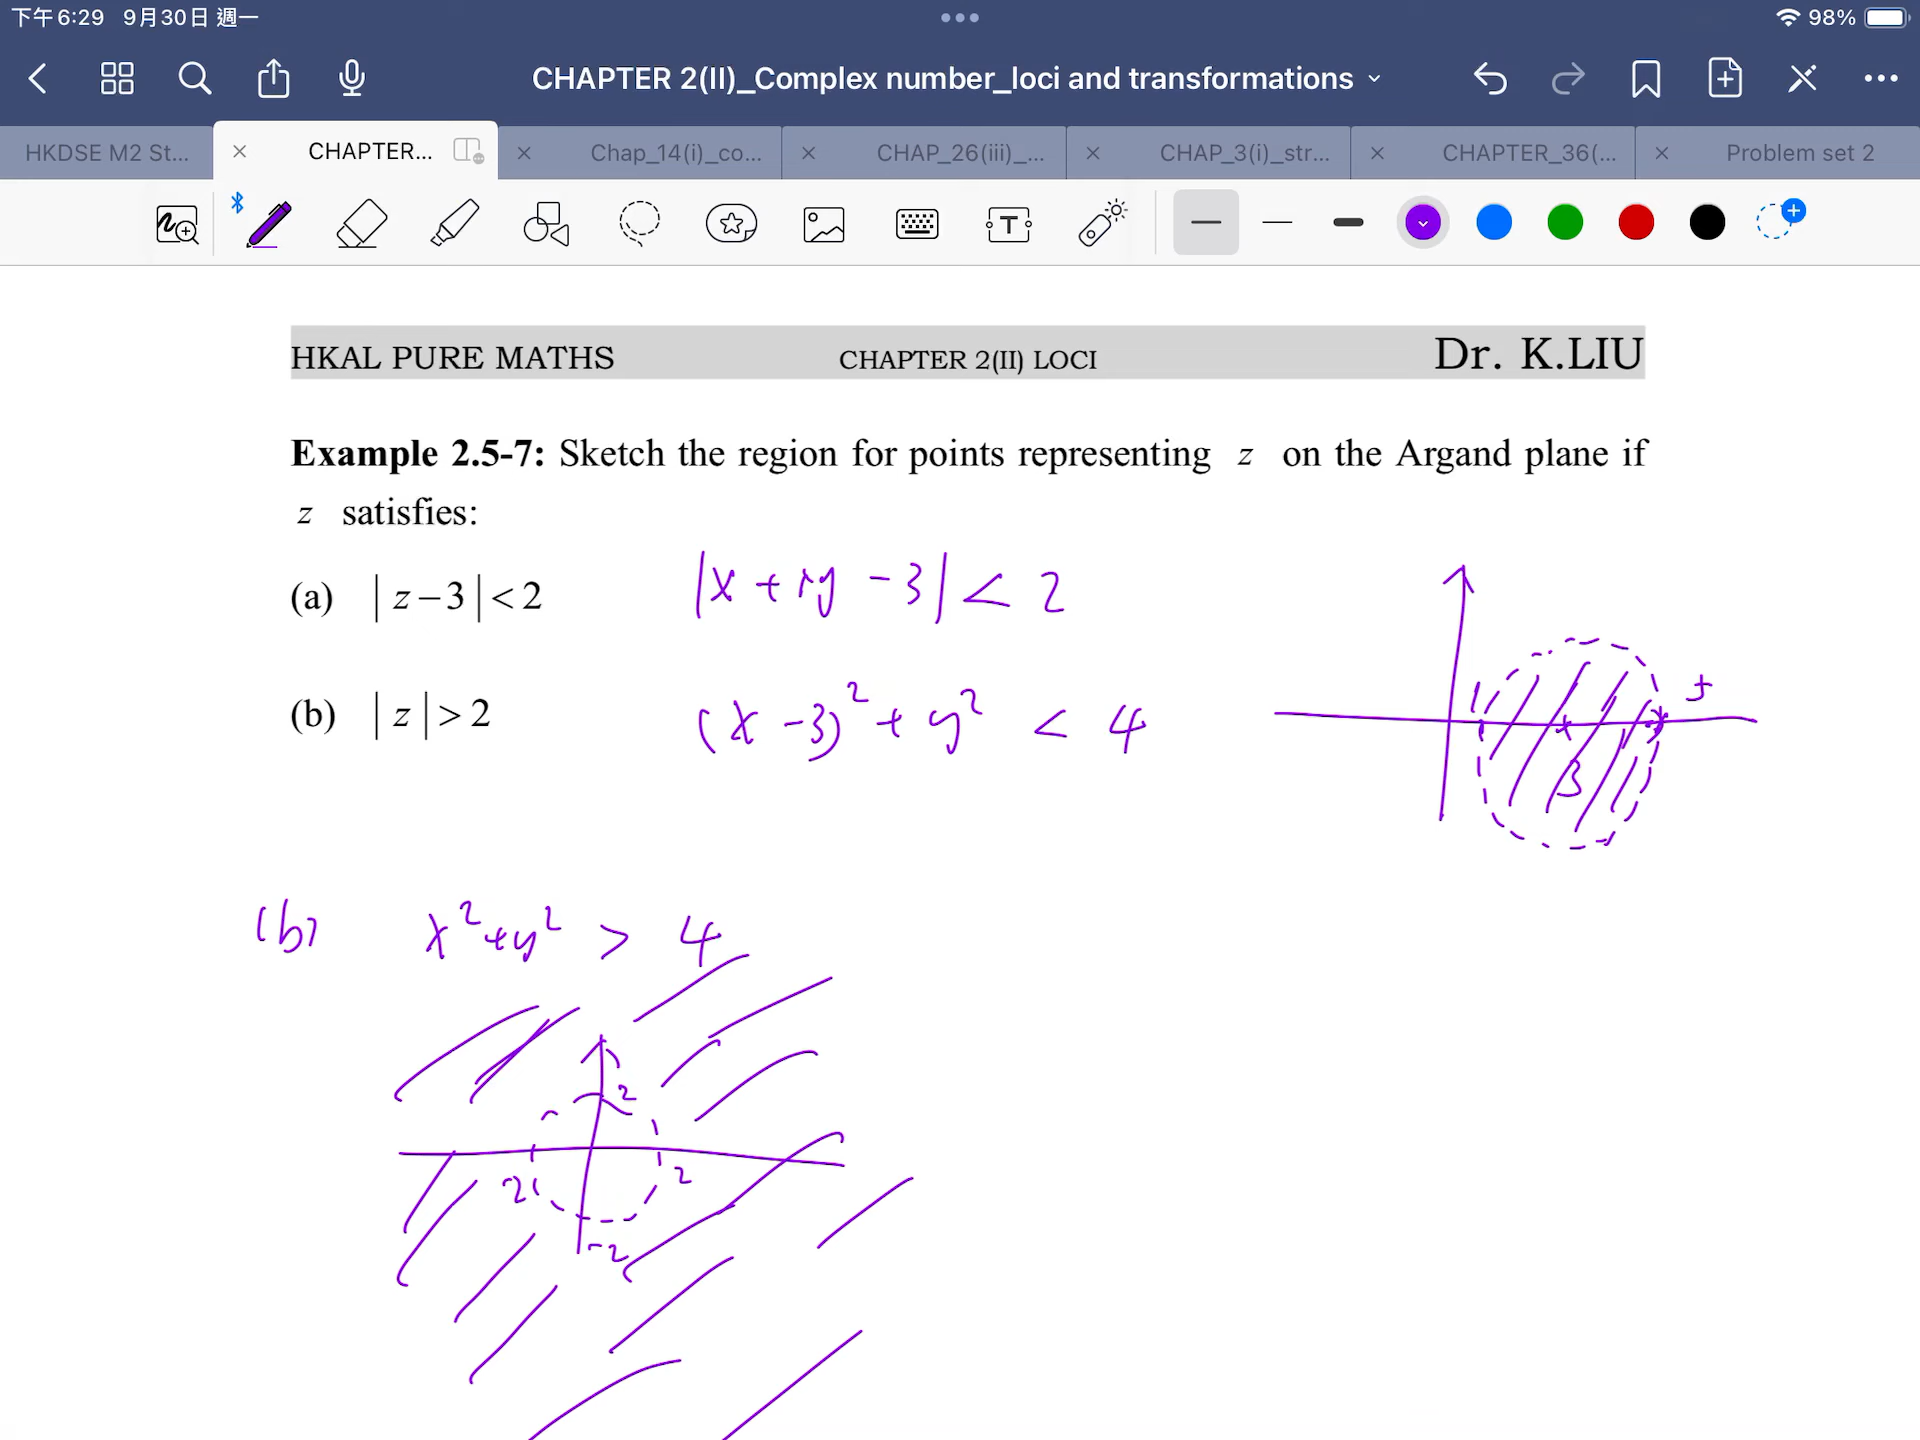 下午6:29 9月30日 週一
98%
CHAPTER 2(II)_Complex number_loci and transformations
HKDSE M2 St...
CHAPTER...
Chap_14(i)_co...
CHAP_26(iii)_...
CHAP_3(i)_str...
CHAPTER_36(...
Problem set 2
HKAL PURE MATHS CHAPTER 2(II) LOCI Dr. K.LIU
Example 2.5-7: Sketch the region for points representing z on the Argand plane if
z satisfies:
(a) |z−3|<2 |x + iy − 3| < 2
(b) |z|>2 (x − 3)² + y² < 4
1 5
3
(b) x² + y² > 4
2
-2 2
-2